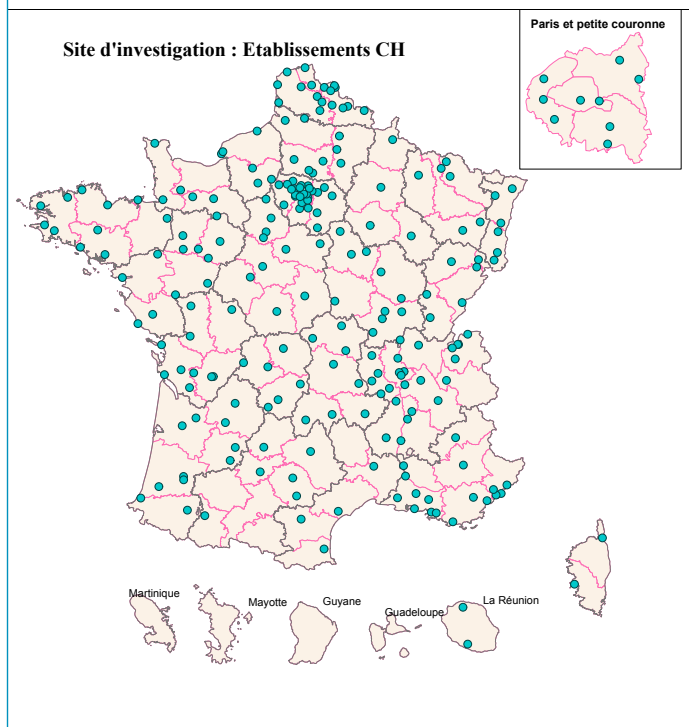 Paris et petite couronne
Site d'investigation : Etablissements CH
Martinique
Mayotte
Guyane
Guadeloupe
La Réunion